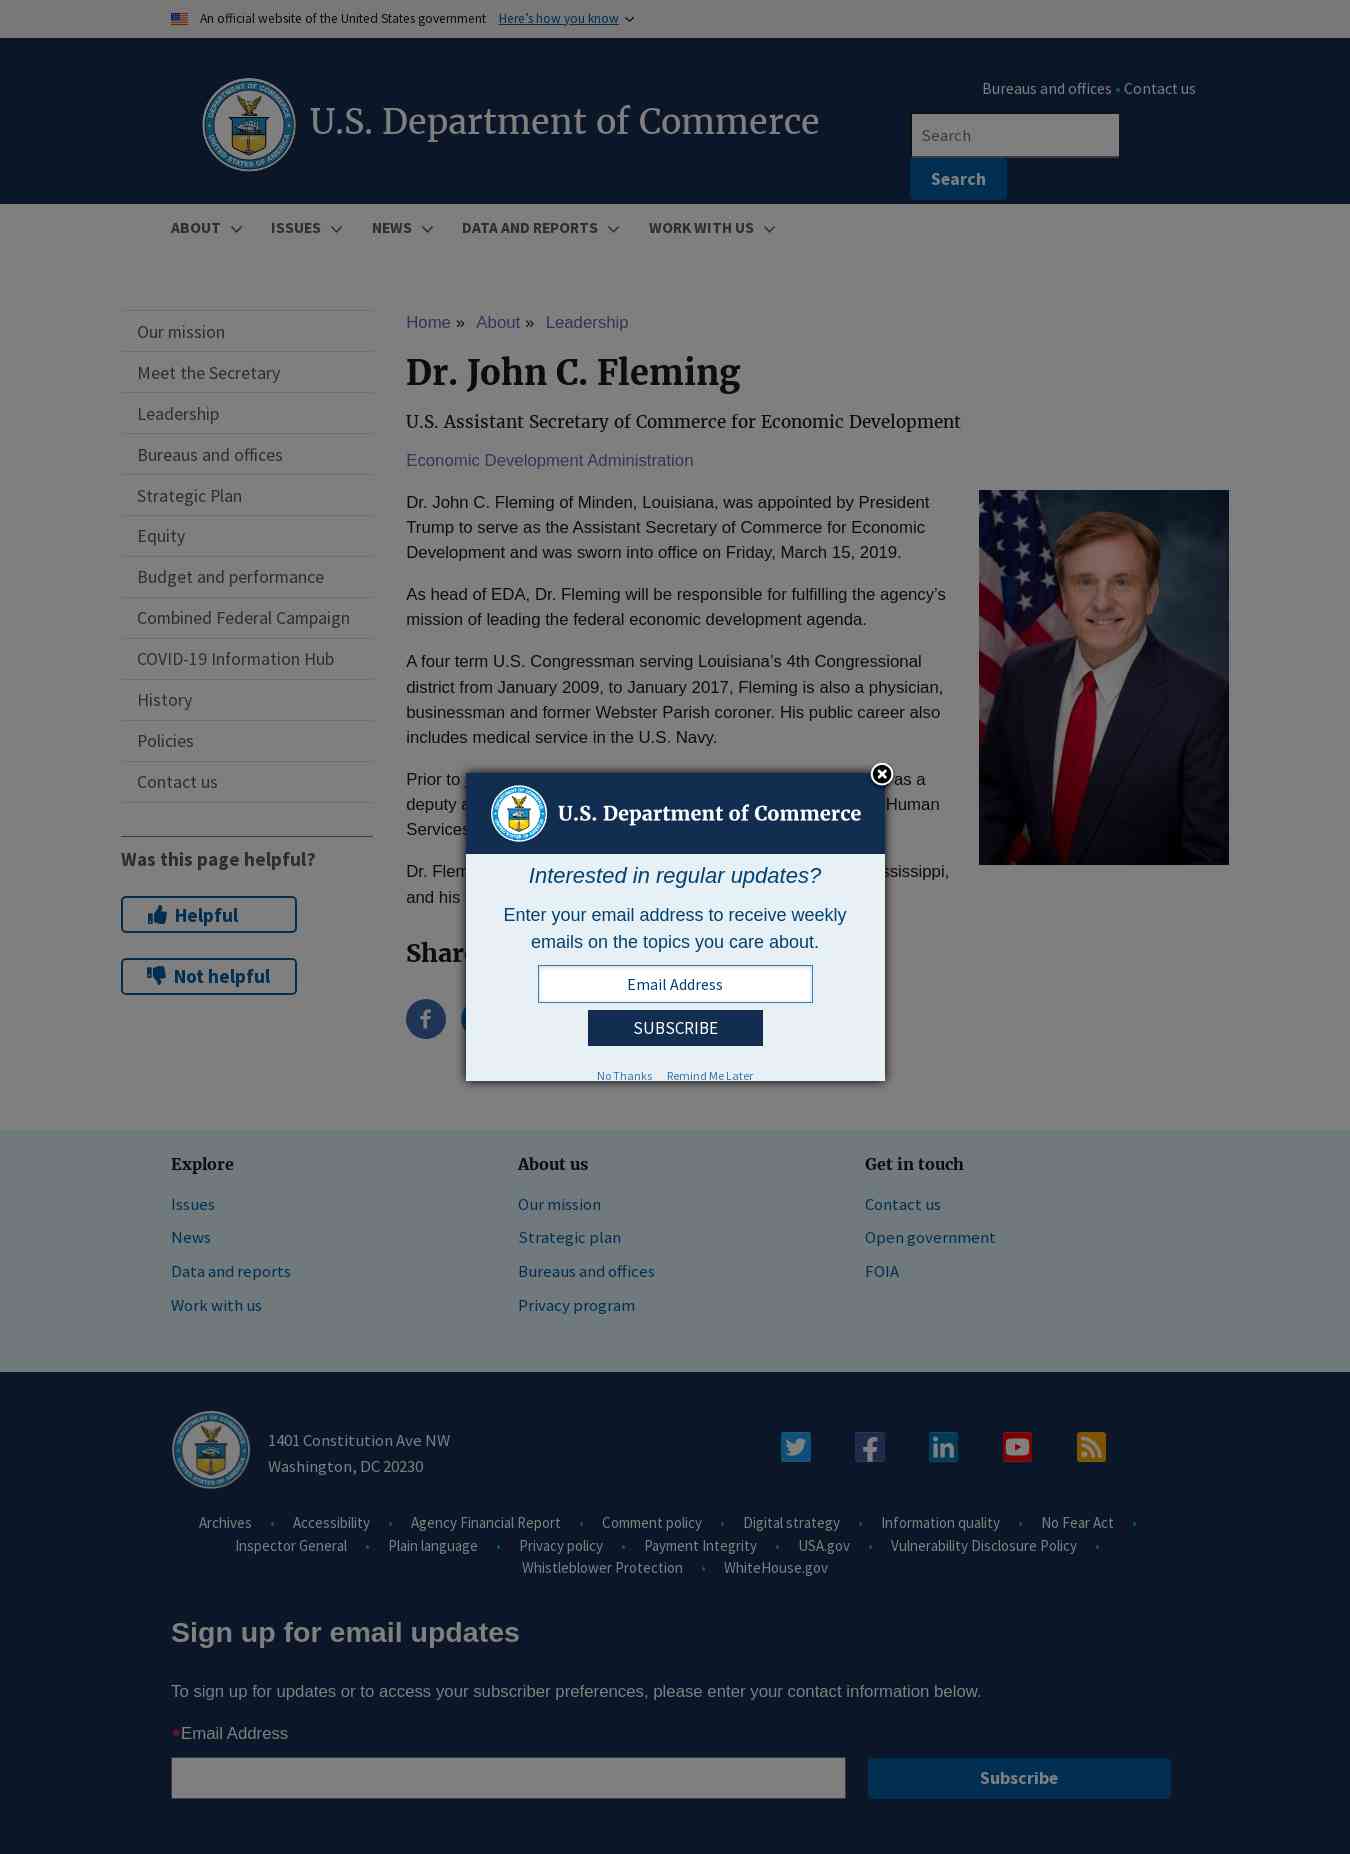 An official website of the United States government Here’s how you know
Bureaus and offices • Contact us
U.S. Department of Commerce
Search
Search
ABOUT ISSUES NEWS DATA AND REPORTS WORK WITH US
Our mission
Meet the Secretary
Leadership
Bureaus and offices
Strategic Plan
Equity
Budget and performance
Combined Federal Campaign
COVID-19 Information Hub
History
Policies
Contact us
Was this page helpful?
Helpful
Not helpful
Home » About » Leadership
Dr. John C. Fleming
U.S. Assistant Secretary of Commerce for Economic Development
Economic Development Administration
Dr. John C. Fleming of Minden, Louisiana, was appointed by President
Trump to serve as the Assistant Secretary of Commerce for Economic
Development and was sworn into office on Friday, March 15, 2019.
As head of EDA, Dr. Fleming will be responsible for fulfilling the agency’s
mission of leading the federal economic development agenda.
A four term U.S. Congressman serving Louisiana’s 4th Congressional
district from January 2009, to January 2017, Fleming is also a physician,
businessman and former Webster Parish coroner. His public career also
includes medical service in the U.S. Navy.
Prior to as a
deputy Human
Services
Dr.
and his
U.S. Department of Commerce
Interested in regular updates?
Enter your email address to receive weekly
emails on the topics you care about.
Email Address
SUBSCRIBE
No Thanks Remind Me Later
Explore
Issues
News
Data and reports
Work with us
About us
Our mission
Strategic plan
Bureaus and offices
Privacy program
Get in touch
Contact us
Open government
FOIA
1401 Constitution Ave NW
Washington, DC 20230
Archives • Accessibility • Agency Financial Report • Comment policy • Digital strategy • Information quality • No Fear Act •
Inspector General • Plain language • Privacy policy • Payment Integrity • USA.gov • Vulnerability Disclosure Policy •
Whistleblower Protection • WhiteHouse.gov
Sign up for email updates
To sign up for updates or to access your subscriber preferences, please enter your contact information below.
*Email Address
Subscribe